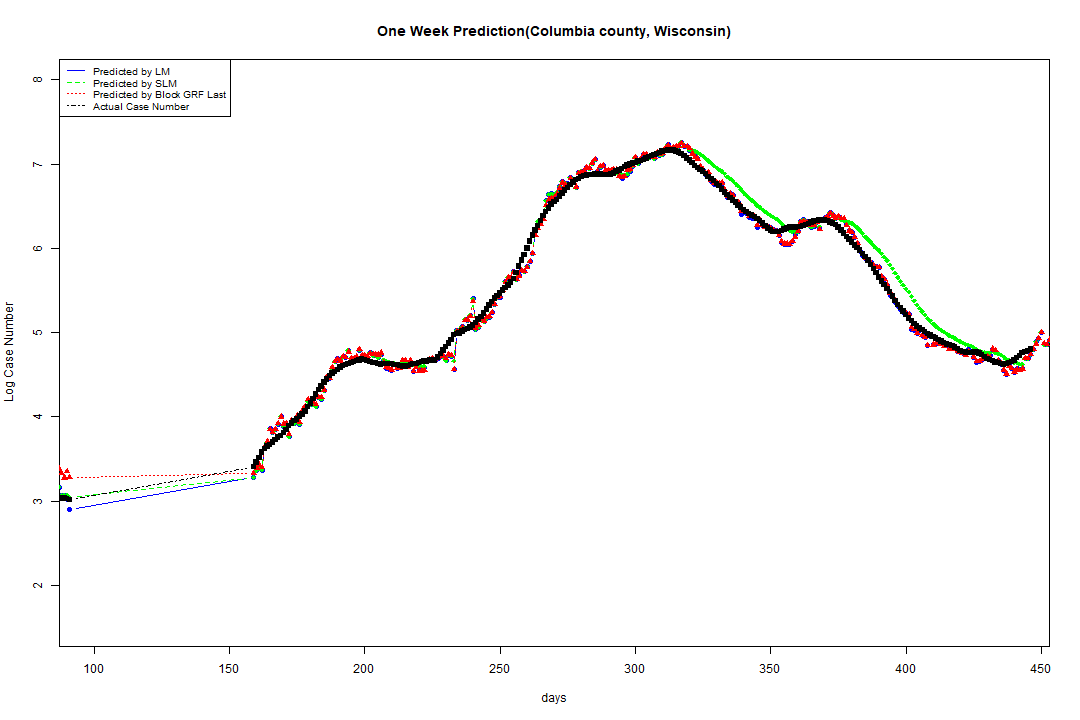 One Week Prediction(Columbia county, Wisconsin)
Predicted by LM
Predicted by SLM
Predicted by Block GRF Last
Actual Case Number
8
7
6
5
4
3
2
Log Case Number
100 150 200 250 300 350 400 450
days